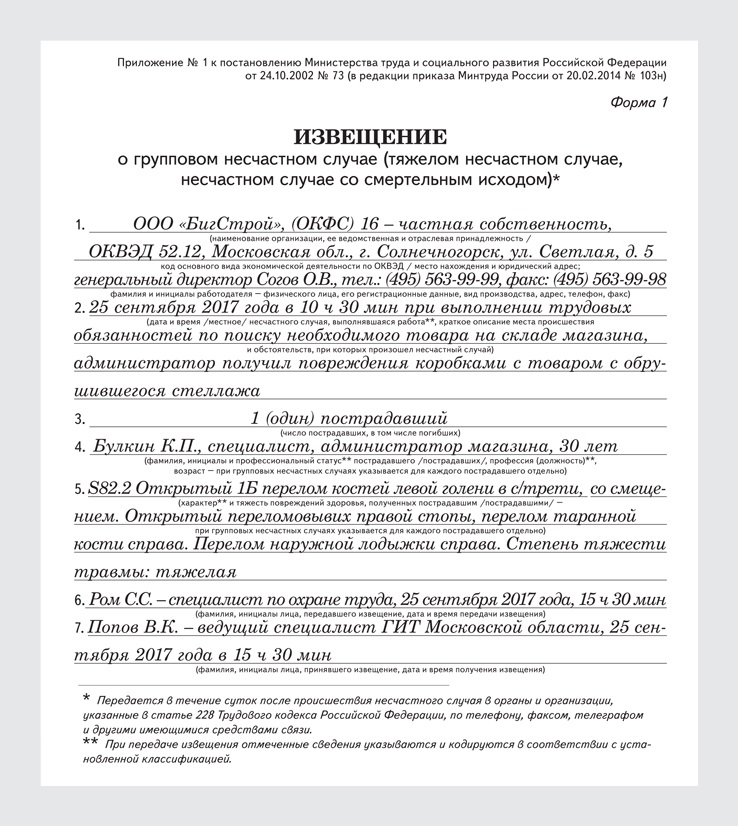 Приложение № 1 к постановлению Министерства труда и социального развития Российской Федерации
от 24.10.2002 № 73 (в редакции приказа Минтруда России от 20.02.2014 № 103н)
Форма 1
ИЗВЕЩЕНИЕ
о групповом несчастном случае (тяжелом несчастном случае,
несчастном случае со смертельным исходом)*
1. ООО «БигСтрой», (ОКФС) 16 – частная собственность,
(наименование организации, ее ведомственная и отраслевая принадлежность /
ОКВЭД 52.12, Московская обл., г. Солнечногорск, ул. Светлая, д. 5
код основного вида экономической деятельности по ОКВЭД / место нахождения и юридический адрес;
генеральный директор Согов О.В., тел.: (495) 563-99-99, факс: (495) 563-99-98
фамилия и инициалы работодателя — физического лица, его регистрационные данные, вид производства, адрес, телефон, факс)
2. 25 сентября 2017 года в 10 ч 30 мин при выполнении трудовых
(дата и время /местное/ несчастного случая, выполнявшаяся работа**, краткое описание места происшествия
обязанностей по поиску необходимого товара на складе магазина,
и обстоятельств, при которых произошел несчастный случай)
администратор получил повреждения коробками с товаром с обру-
шившегося стеллажа
3. 1 (один) пострадавший
(число пострадавших, в том числе погибших)
4. Булкин К.П., специалист, администратор магазина, 30 лет
(фамилия, инициалы и профессиональный статус** пострадавшего /пострадавших/, профессия (должность)**,
возраст — при групповых несчастных случаях указывается для каждого пострадавшего отдельно)
5. S82.2 Открытый 1Б перелом костей левой голени в с/трети, со смеще-
(характер** и тяжесть повреждений здоровья, полученных пострадавшим /пострадавшими/ —
нием. Открытый переломовывих правой стопы, перелом таранной
при групповых несчастных случаях указывается для каждого пострадавшего отдельно)
кости справа. Перелом наружной лодыжки справа. Степень тяжести
травмы: тяжелая
6. Ром С.С. – специалист по охране труда, 25 сентября 2017 года, 15 ч 30 мин
(фамилия, инициалы лица, передавшего извещение, дата и время передачи извещения)
7. Попов В.К. – ведущий специалист ГИТ Московской области, 25 сен-
тября 2017 года в 15 ч 30 мин
(фамилия, инициалы лица, принявшего извещение, дата и время получения извещения)
* Передается в течение суток после происшествия несчастного случая в органы и организации,
указанные в статье 228 Трудового кодекса Российской Федерации, по телефону, факсом, телеграфом
и другими имеющимися средствами связи.
** При передаче извещения отмеченные сведения указываются и кодируются в соответствии с уста-
новленной классификацией.